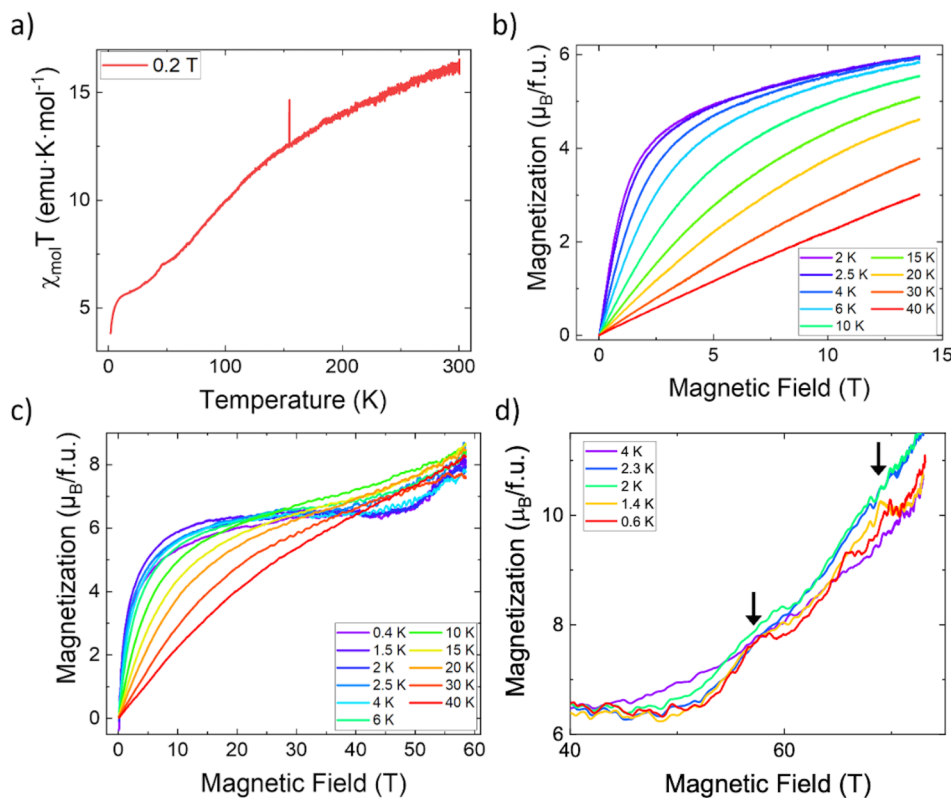 a)
0.2 T
χmolT (emu·K·mol⁻¹)
15
10
5
0
100
200
300
Temperature (K)
b)
Magnetization (μB/f.u.)
6
4
2
0
2 K
15 K
2.5 K
20 K
4 K
30 K
6 K
40 K
10 K
0
5
10
15
Magnetic Field (T)
c)
Magnetization (μB/f.u.)
8
6
4
2
0
0.4 K
10 K
1.5 K
15 K
2 K
20 K
2.5 K
30 K
4 K
40 K
6 K
0
10
20
30
40
50
60
Magnetic Field (T)
d)
Magnetization (μB/f.u.)
10
8
6
4 K
2.3 K
2 K
1.4 K
0.6 K
40
60
Magnetic Field (T)